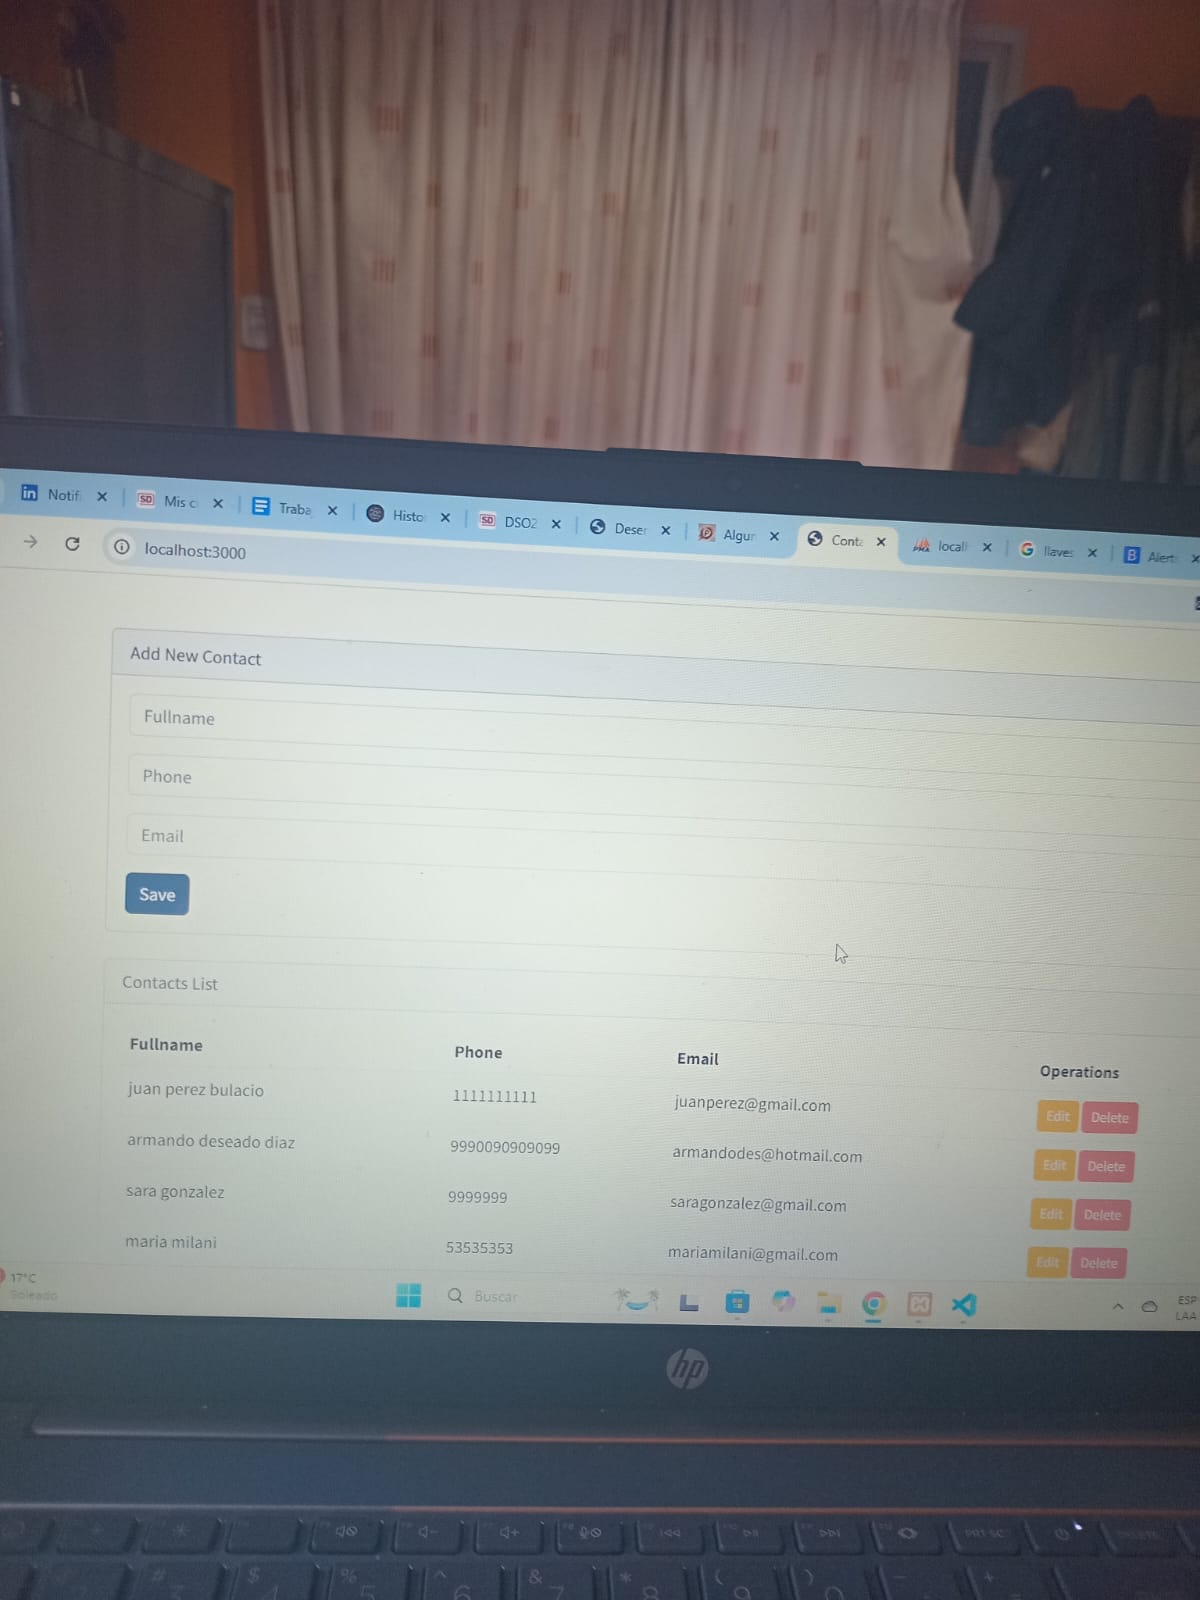 Notifi
Mis c
Traba
Histo
DSO2
Deser
Algur
Conta
locall
llaves
Alert
localhost:3000
Add New Contact
Fullname
Phone
Email
Save
Contacts List
Fullname Phone Email Operations
juan perez bulacio 1111111111 juanperez@gmail.com Edit Delete
armando deseado diaz 9990090909099 armandodes@hotmail.com Edit Delete
sara gonzalez 9999999 saragonzalez@gmail.com Edit Delete
maria milani 53535353 mariamilani@gmail.com Edit Delete
17°C
Soleado
Buscar
ESP
LAA
hp
PRT SC